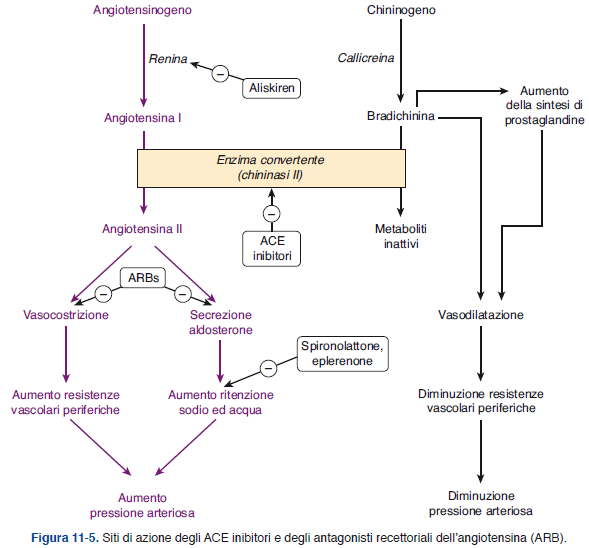 Angiotensinogeno
Chininogeno
Renina
Callicreina
−
Aliskiren
Aumento
della sintesi di
prostaglandine
Angiotensina I
Bradichinina
Enzima convertente
(chininasi II)
−
Angiotensina II
ACE
inibitori
Metaboliti
inattivi
ARBs
−
−
Vasocostrizione
Secrezione
aldosterone
Vasodilatazione
Spironolattone,
eplerenone
−
Aumento resistenze
vascolari periferiche
Aumento ritenzione
sodio ed acqua
Diminuzione resistenze
vascolari periferiche
Aumento
pressione arteriosa
Diminuzione
pressione arteriosa
Figura 11-5. Siti di azione degli ACE inibitori e degli antagonisti recettoriali dell'angiotensina (ARB).